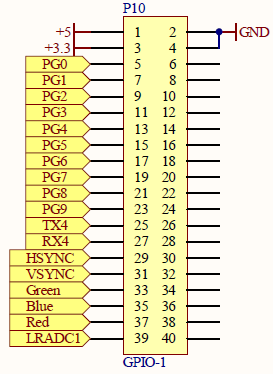 P10
+5 1 2 GND
+3.3 3 4
PG0 5 6
PG1 7 8
PG2 9 10
PG3 11 12
PG4 13 14
PG5 15 16
PG6 17 18
PG7 19 20
PG8 21 22
PG9 23 24
TX4 25 26
RX4 27 28
HSYNC 29 30
VSYNC 31 32
Green 33 34
Blue 35 36
Red 37 38
LRADC1 39 40
GPIO-1